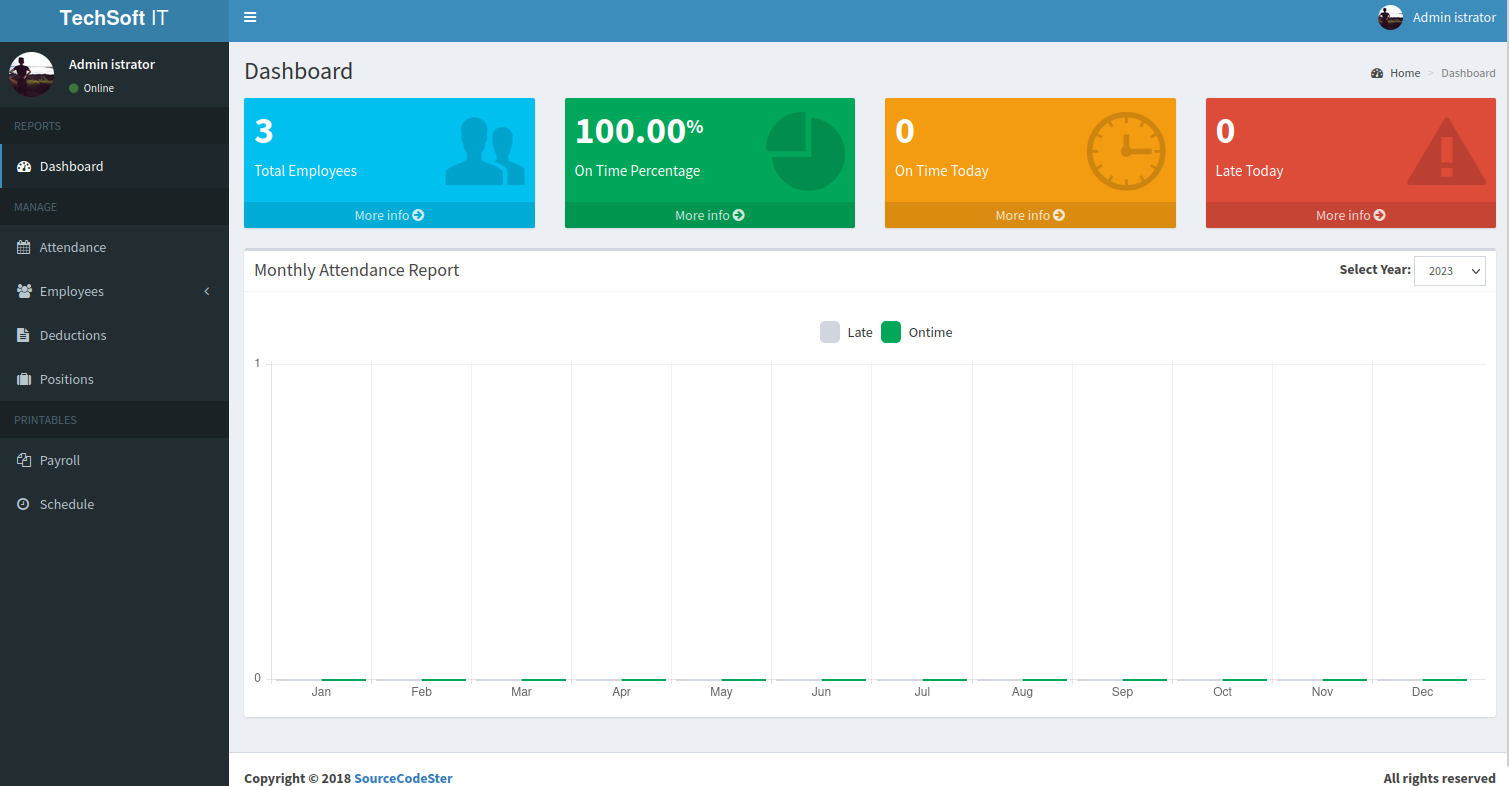 TechSoft IT
Admin istrator
Admin istrator
Online
REPORTS
Dashboard
MANAGE
Attendance
Employees
Deductions
Positions
PRINTABLES
Payroll
Schedule
Dashboard
Home > Dashboard
3
Total Employees
More info
100.00%
On Time Percentage
More info
0
On Time Today
More info
0
Late Today
More info
Monthly Attendance Report
Select Year: 2023
Late Ontime
1
0
Jan Feb Mar Apr May Jun Jul Aug Sep Oct Nov Dec
Copyright © 2018 SourceCodeSter
All rights reserved